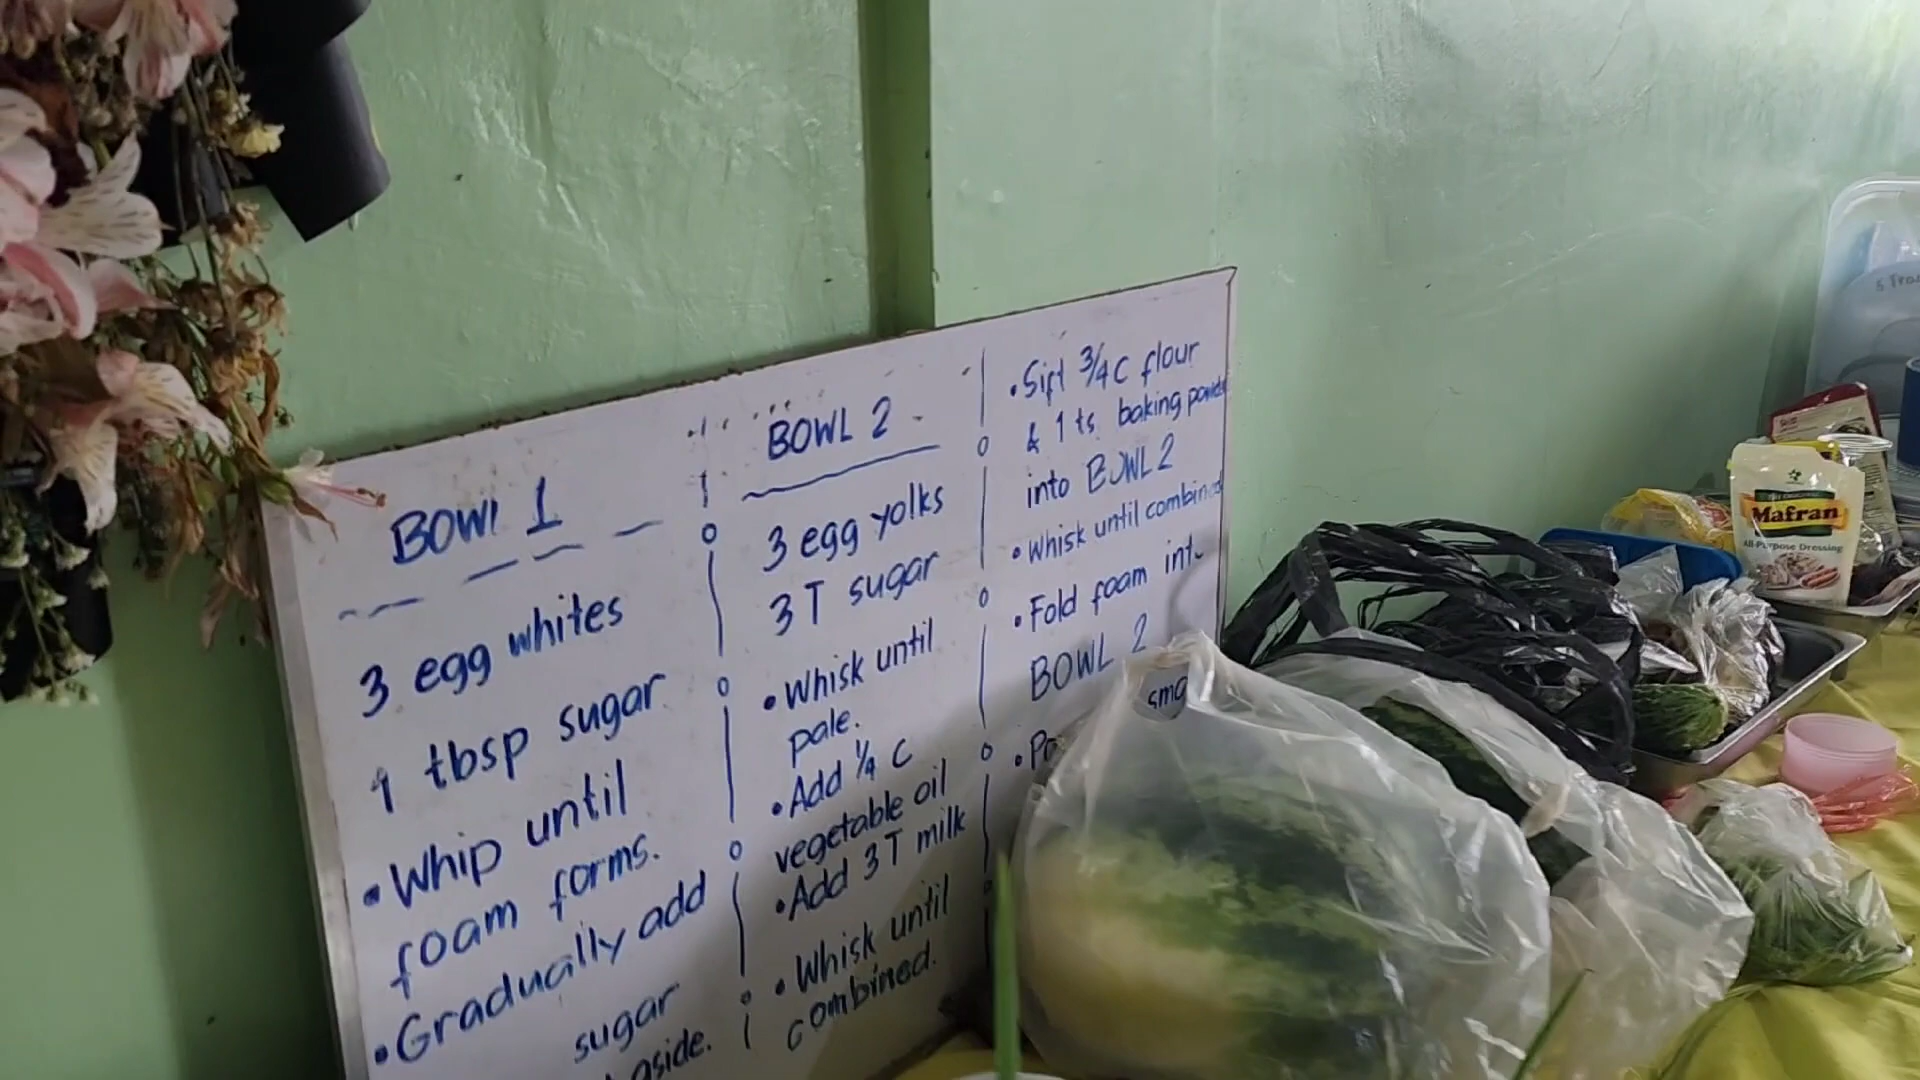 BOWl 1
3 egg whites
1 tbsp sugar
• Whip until
foam forms.
• Gradually add
sugar
aside.
BOWL 2
3 egg yolks
3 T sugar
• Whisk until
pale.
• Add 1/4 C
vegetable oil
• Add 3 T milk
• Whisk until
combined.
• Sift 3/4 C flour
& 1 ts. baking powder
into BOWL 2
• Whisk until combined
• Fold foam
BOWL 2
Mafran
All-Purpose Dressing